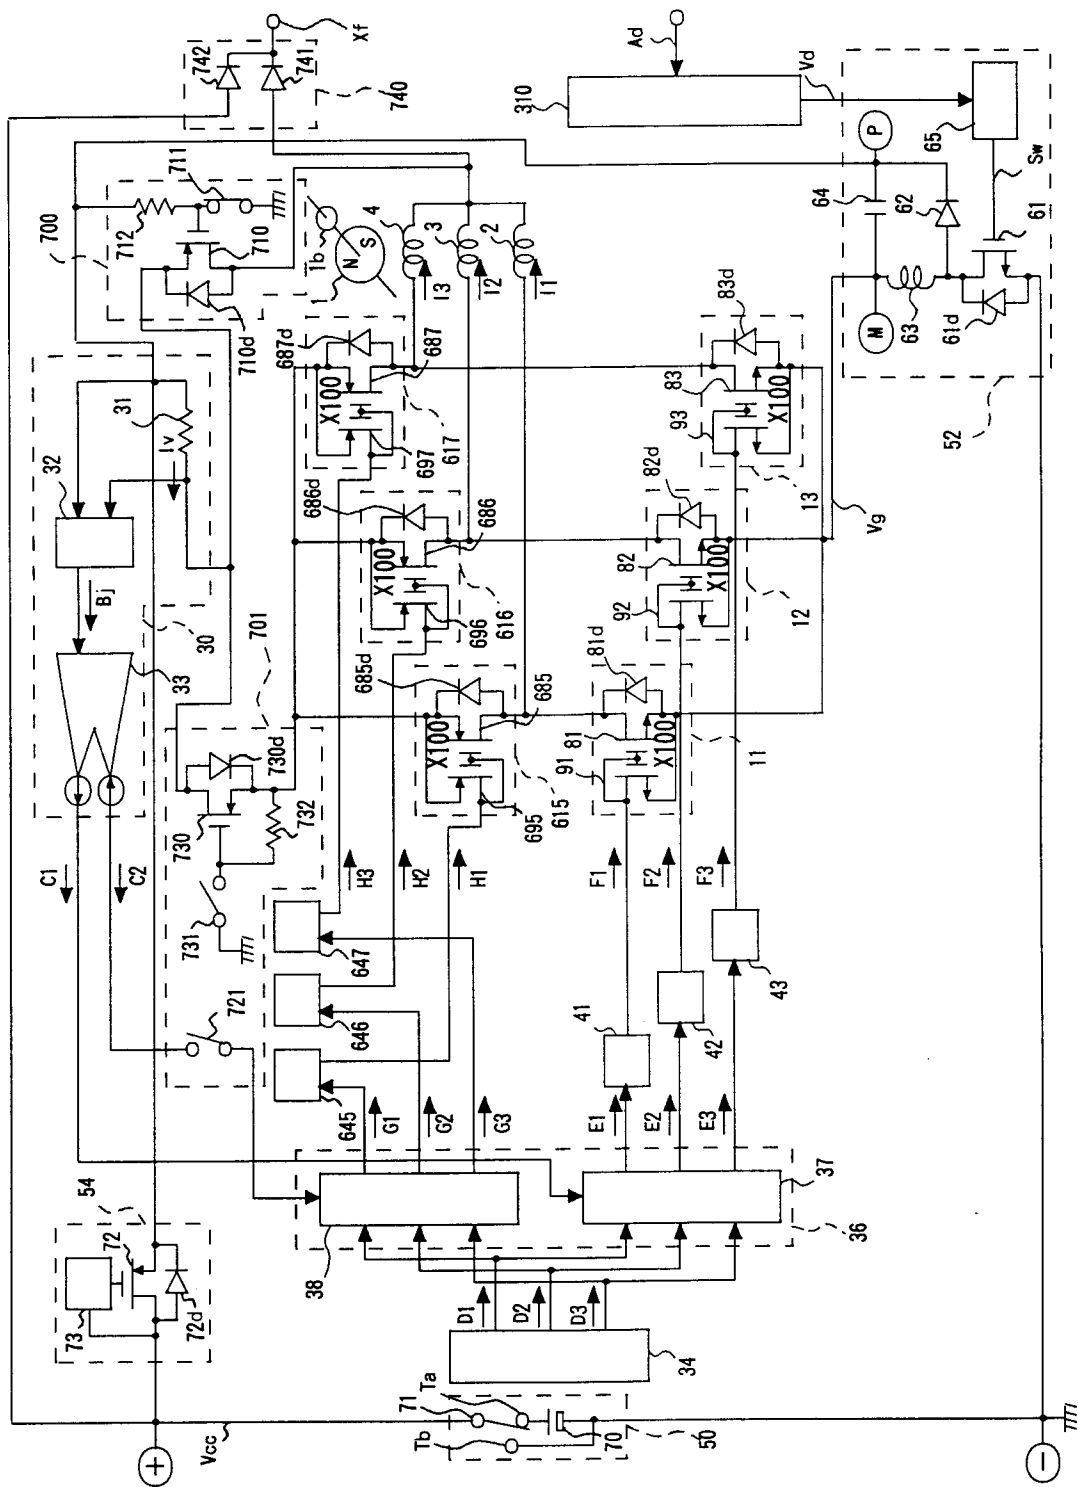 Xf
742
741
740
Ad
310
Vd
65
P
Sw
64
62
61
M
63
61d
52
Vg
700
711
712
710
710d
1b
1
N
S
4
3
2
I3
I2
I1
687d
687
X100
697
617
686d
686
X100
696
616
685d
685
X100
695
615
83d
83
93
X100
13
82d
82
92
X100
12
81d
81
91
X100
11
31
Iv
32
Bj
30
33
C1
C2
701
730d
730
732
731
721
H3
H2
H1
647
646
645
F1
F2
F3
41
42
43
G1
G2
G3
E1
E2
E3
38
37
36
D1
D2
D3
34
54
72
73
72d
Vcc
Ta
Tb
71
70
50
+
−